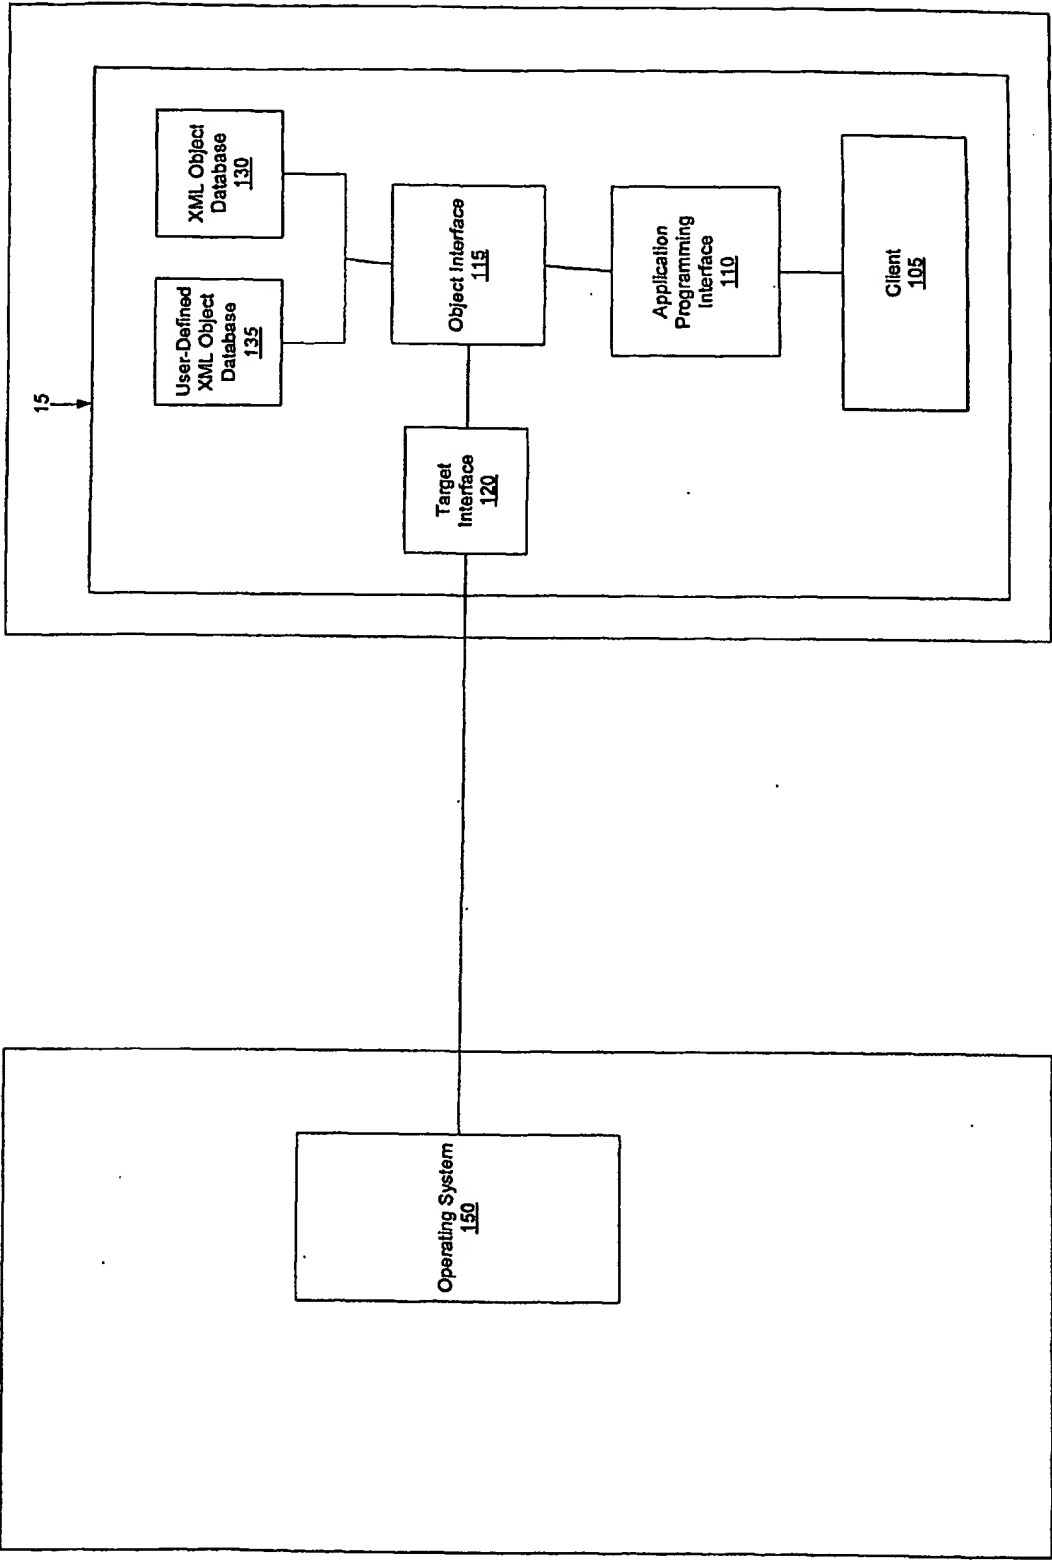 15
User-Defined
XML Object
Database
135
XML Object
Database
130
Target
Interface
120
Object Interface
115
Application
Programming
Interface
110
Client
105
Operating System
150